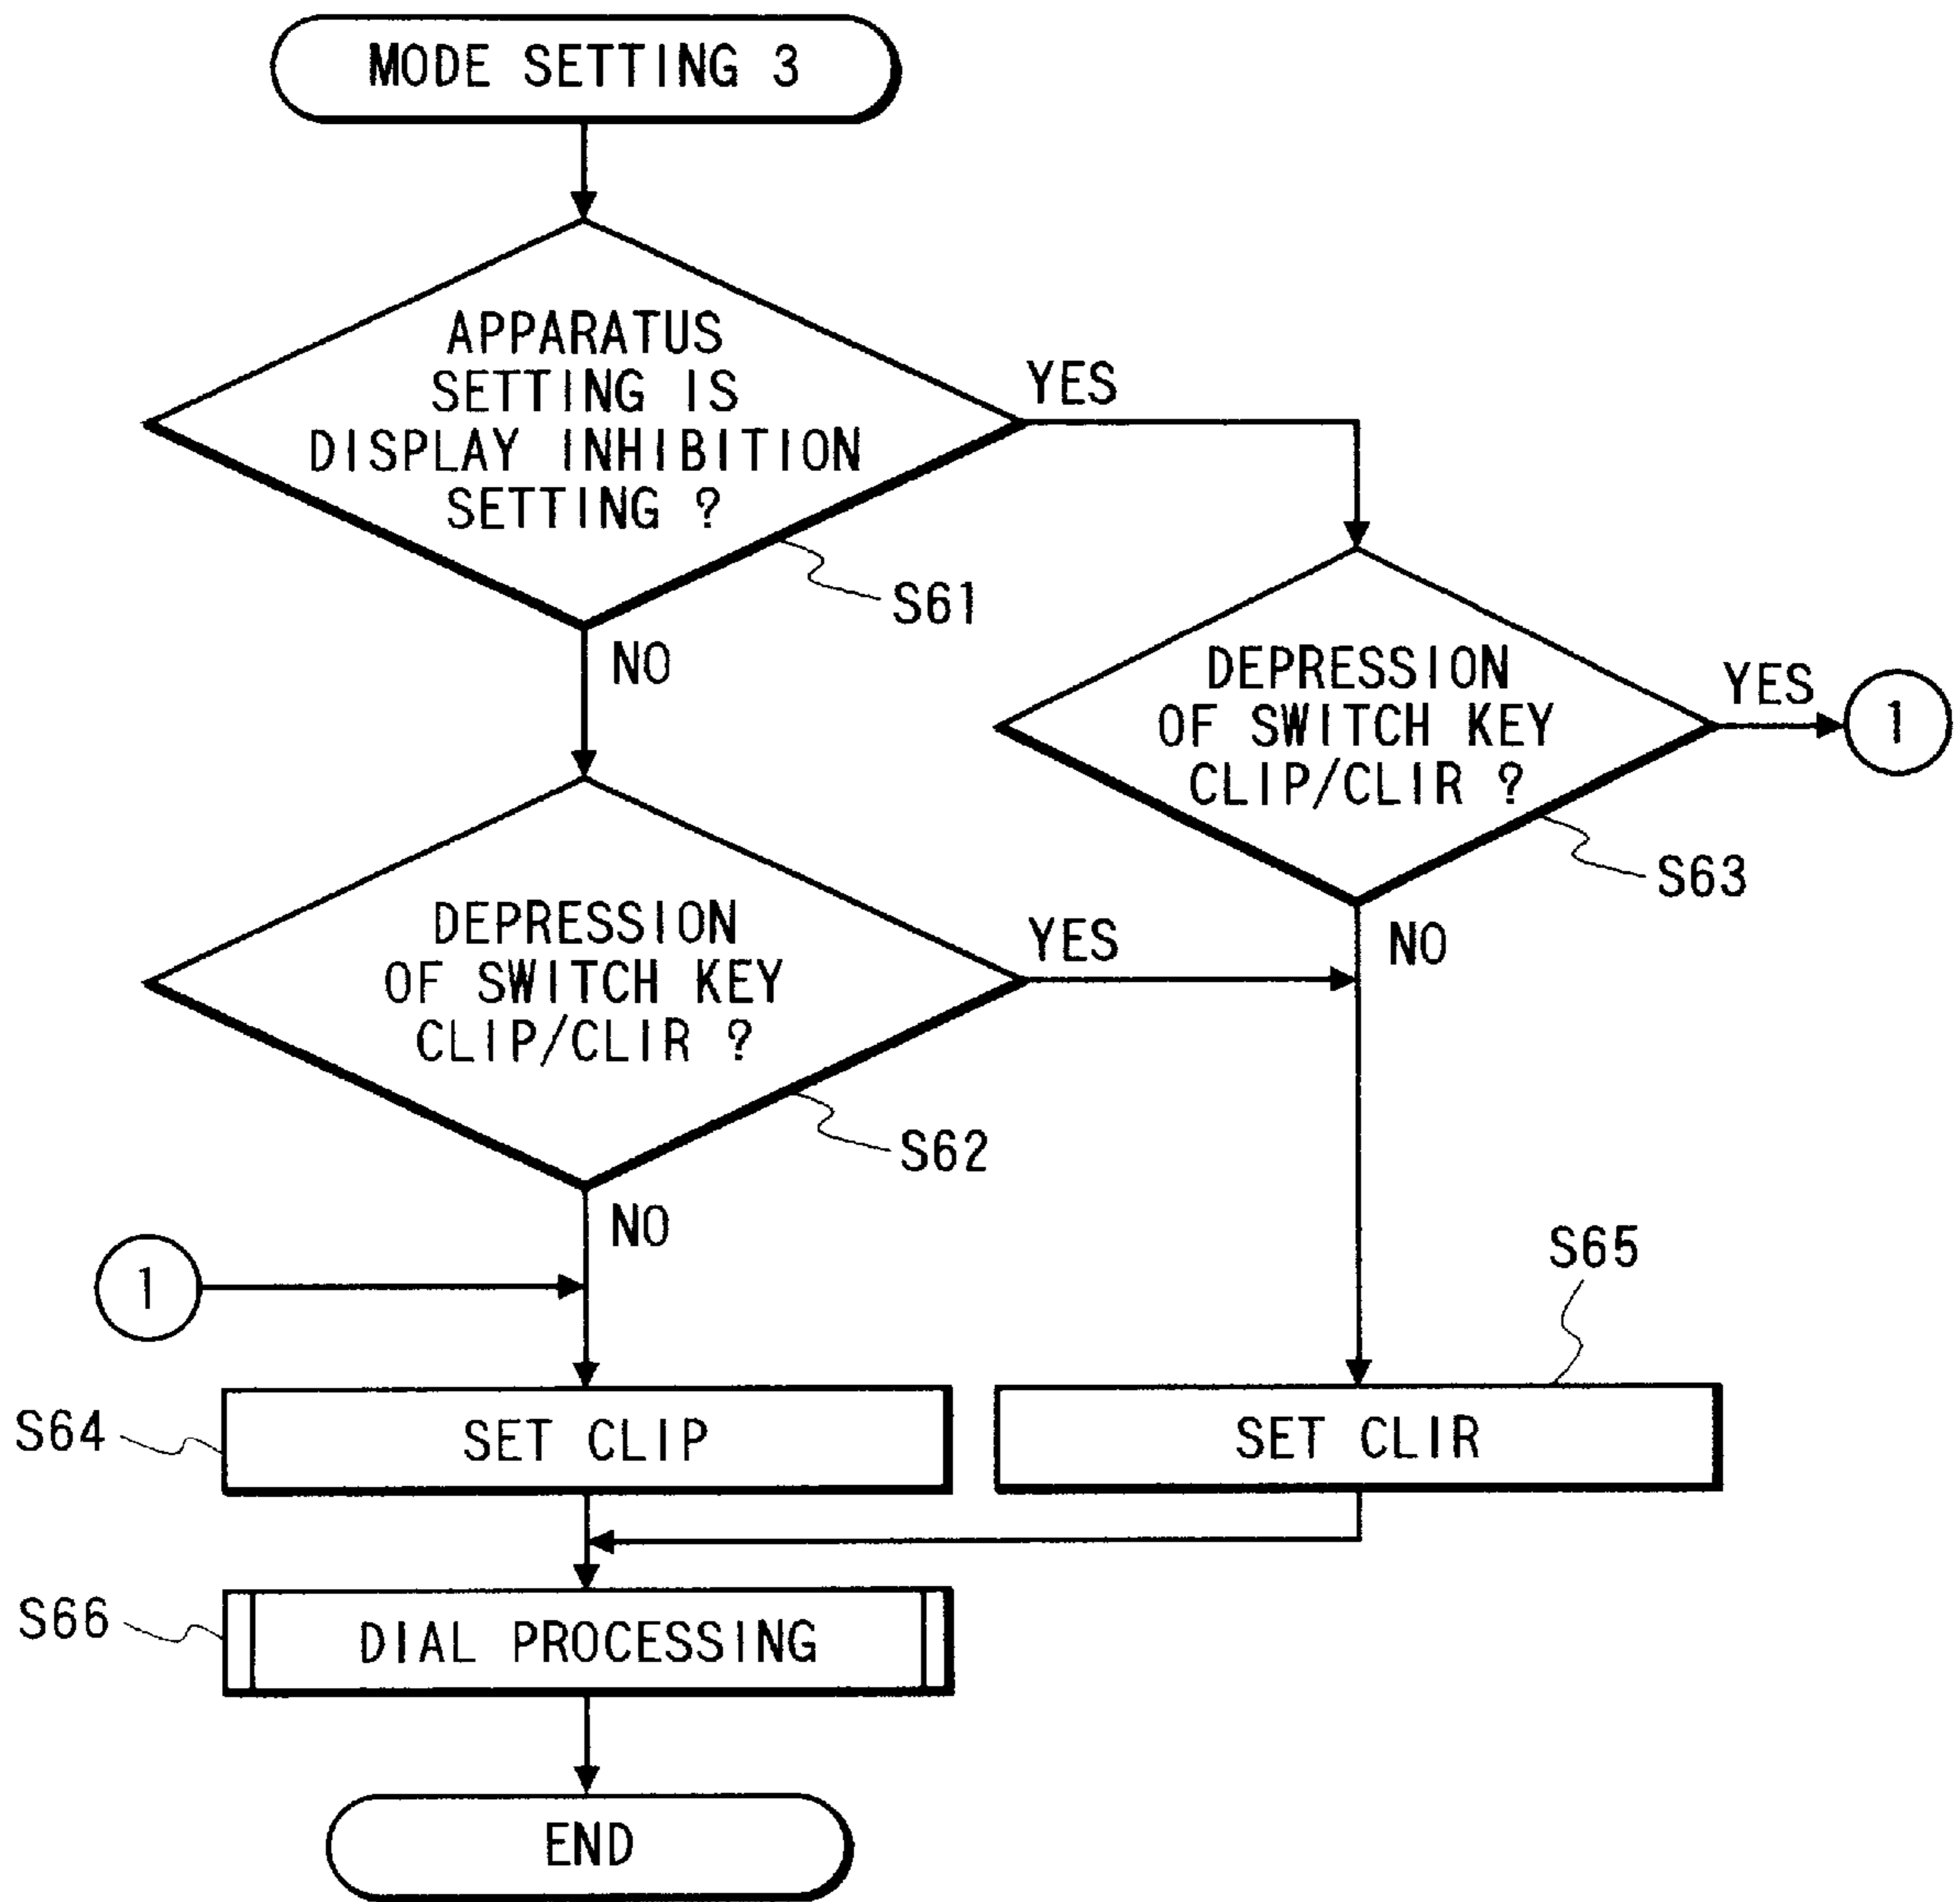 MODE SETTING 3
APPARATUS
SETTING IS
DISPLAY INHIBITION
SETTING ?
YES
S61
NO
DEPRESSION
OF SWITCH KEY
CLIP/CLIR ?
YES
1
S63
NO
DEPRESSION
OF SWITCH KEY
CLIP/CLIR ?
YES
S62
NO
1
S65
S64
SET CLIP
SET CLIR
S66
DIAL PROCESSING
END